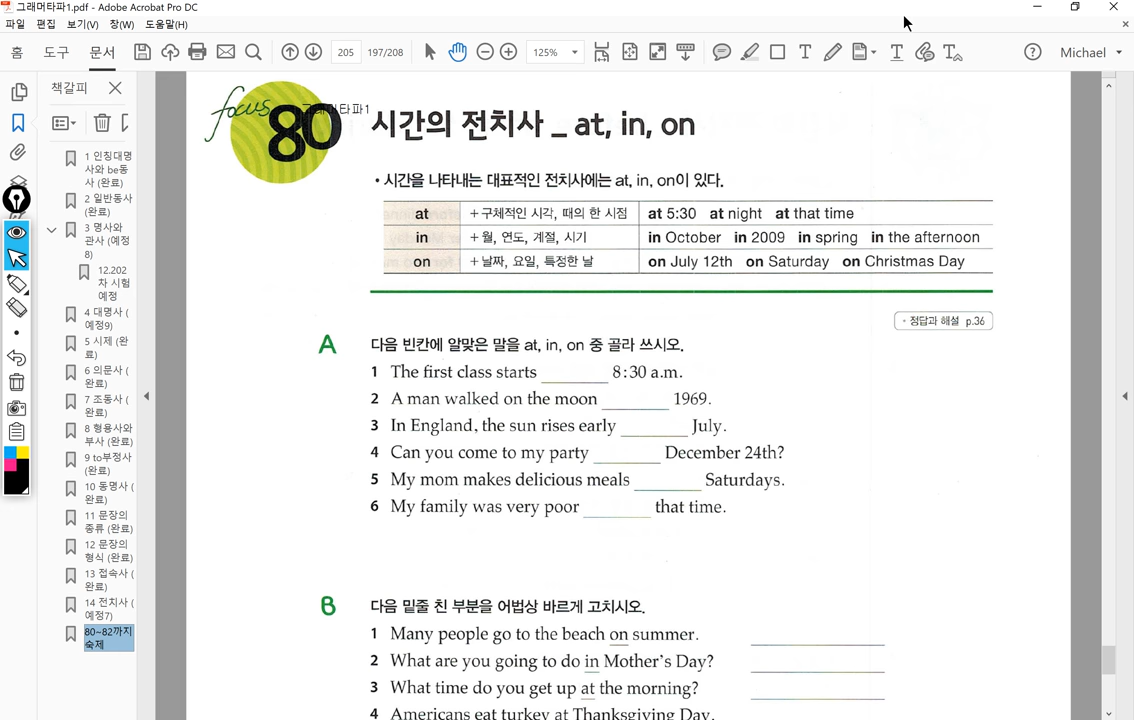 그래머타파1.pdf - Adobe Acrobat Pro DC
파일 편집 보기(V) 창(W) 도움말(H)
홈 도구 문서 205 197/208 125% Michael
책갈피
1 인칭대명
사와 be동
사 (완료)
2 일반동사
(완료)
3 명사와
관사 (예정
8)
12.202
차 시험
예정
4 대명사 (
예정9)
5 시제 (완
료)
6 의문사 (
완료)
7 조동사 (
완료)
8 형용사와
부사 (완료)
9 to부정사
(완료)
10 동명사 (
완료)
11 문장의
종류 (완료)
12 문장의
형식 (완료)
13 접속사 (
완료)
14 전치사 (
예정7)
80~82까지
숙제
focus 80 그래머타파1
시간의 전치사 _ at, in, on
• 시간을 나타내는 대표적인 전치사에는 at, in, on이 있다.
at + 구체적인 시각, 때의 한 시점 at 5:30 at night at that time
in + 월, 연도, 계절, 시기 in October in 2009 in spring in the afternoon
on + 날짜, 요일, 특정한 날 on July 12th on Saturday on Christmas Day
• 정답과 해설 p.36
A 다음 빈칸에 알맞은 말을 at, in, on 중 골라 쓰시오.
1 The first class starts ______ 8:30 a.m.
2 A man walked on the moon ______ 1969.
3 In England, the sun rises early ______ July.
4 Can you come to my party ______ December 24th?
5 My mom makes delicious meals ______ Saturdays.
6 My family was very poor ______ that time.
B 다음 밑줄 친 부분을 어법상 바르게 고치시오.
1 Many people go to the beach on summer.
2 What are you going to do in Mother's Day?
3 What time do you get up at the morning?
4 Americans eat turkey at Thanksgiving Day.